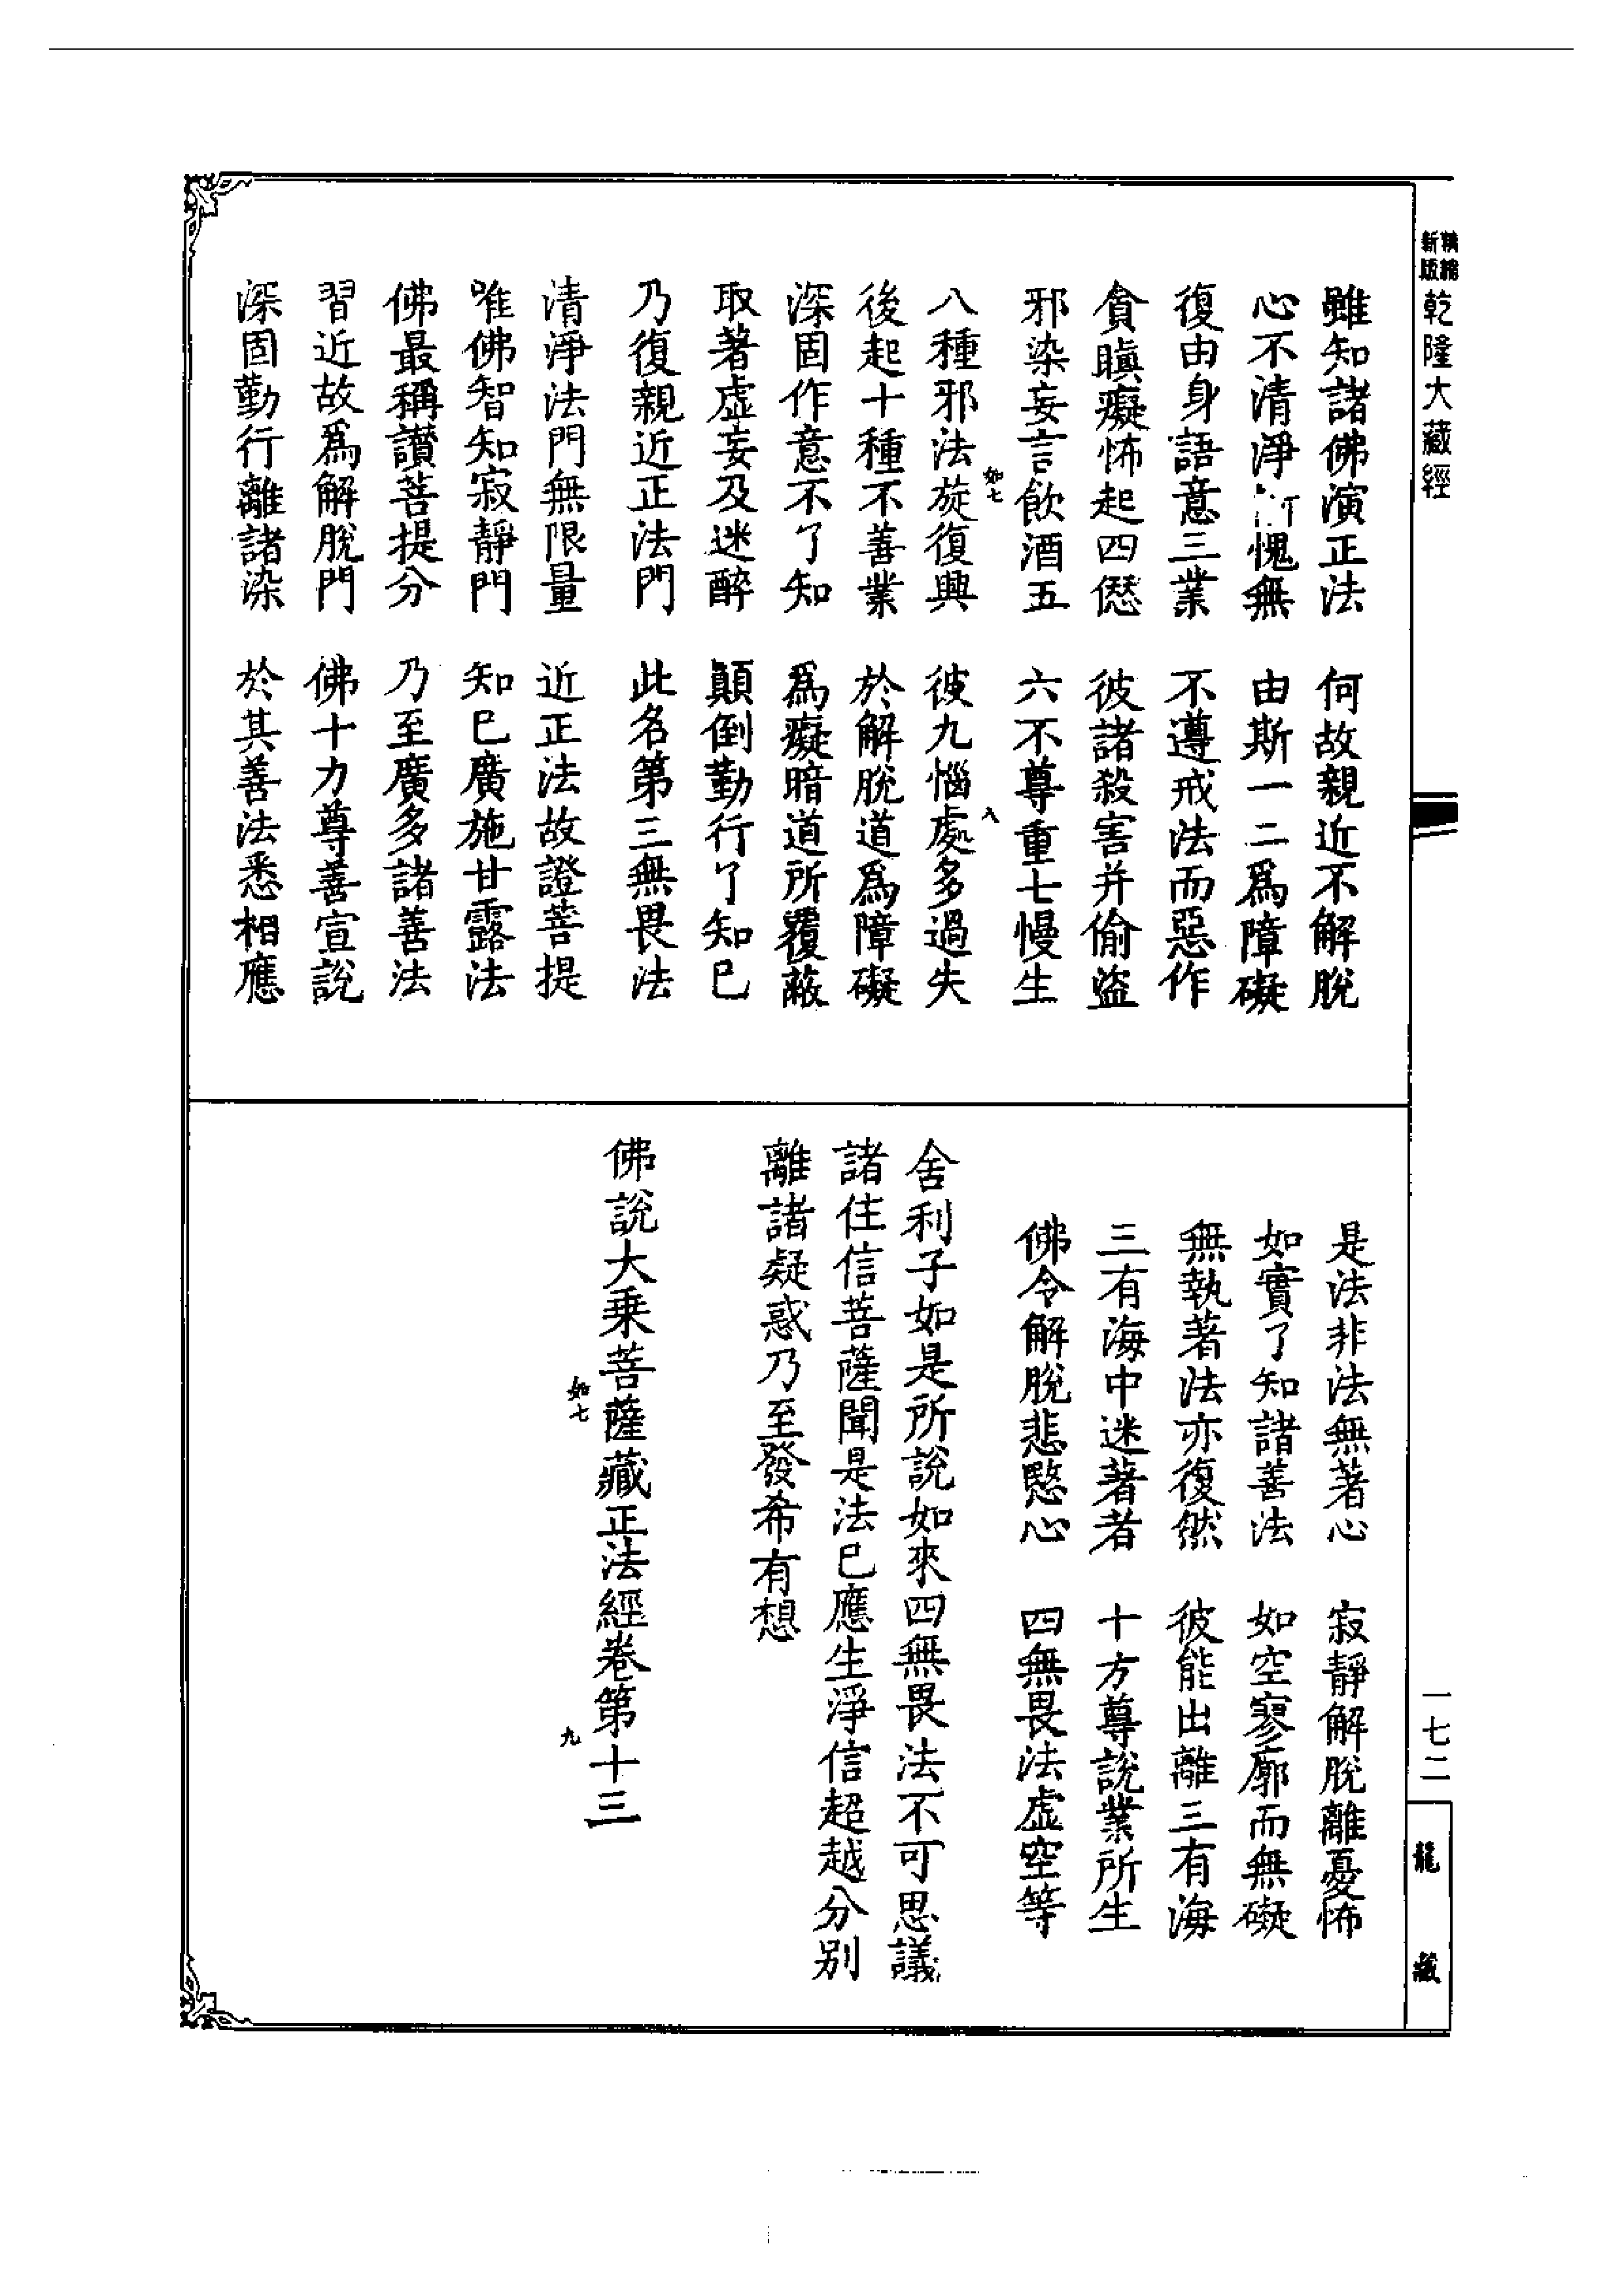 精縮
新版
乾隆大藏經
雖知諸佛演正法 何故親近不解脫
心不清淨 愧無 由斯一二為障礙
復由身語意三業 不遵戒法而惡作
貪瞋癡怖起四愆 彼諸殺害并偷盜
邪染妄言飲酒五 六不尊重七慢生
如七
八
八種邪法旋復興 彼九惱處多過失
後起十種不善業 於解脫道為障礙
深固作意不了知 為癡暗道所覆蔽
取著虛妄及迷醉 顛倒勤行了知已
乃復親近正法門 此名第三無畏法
清淨法門無限量 近正法故證菩提
唯佛智知寂靜門 知已廣施甘露法
佛最稱讚菩提分 乃至廣多諸善法
習近故為解脫門 佛十力尊善宣說
深固勤行離諸染 於其善法悉相應
是法非法無著心 寂靜解脫離憂怖
如實了知諸善法 如空寥廓而無礙
無執著法亦復然 彼能出離三有海
三有海中迷著者 十方尊說業所生
佛令解脫悲愍心 四無畏法虛空等
舍利子如是所說如來四無畏法不可思議
諸住信菩薩聞是法已應生淨信超越分別
離諸疑惑乃至發希有想
佛說大乘菩薩藏正法經卷第十三
如七
九
一七二
龍藏